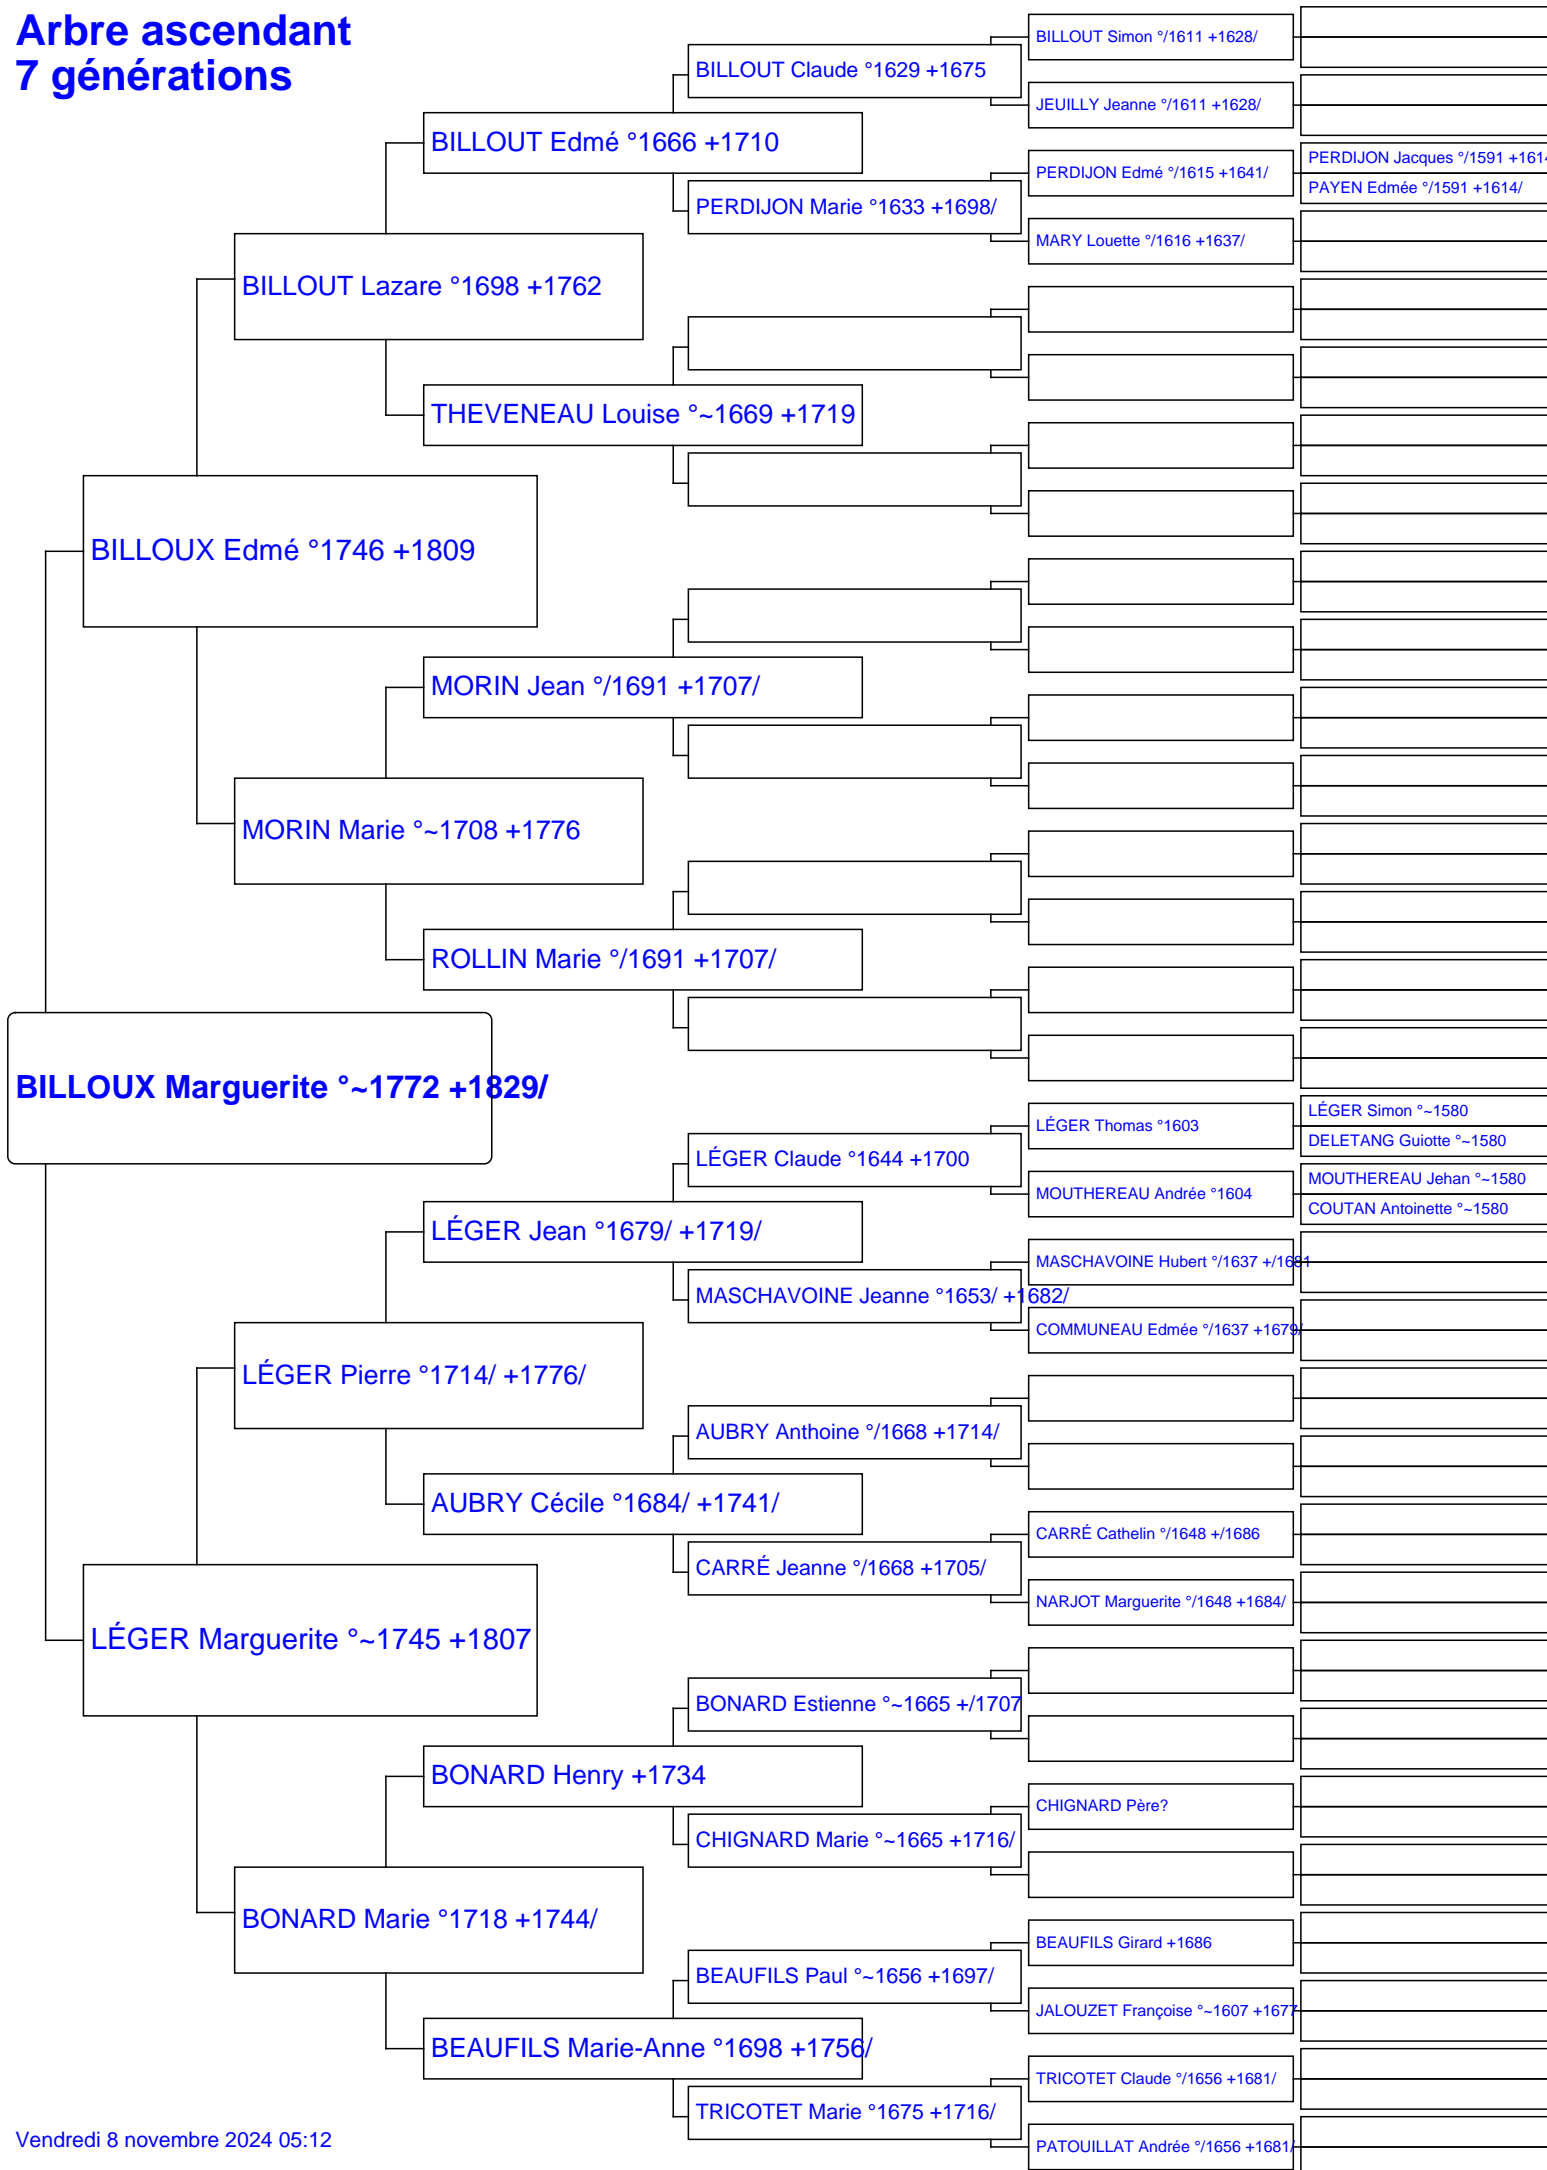 Arbre ascendant
7 générations
BILLOUX Marguerite °~1772 +1829/
BILLOUX Edmé °1746 +1809
LÉGER Marguerite °~1745 +1807
BILLOUT Lazare °1698 +1762
MORIN Marie °~1708 +1776
LÉGER Pierre °1714/ +1776/
BONARD Marie °1718 +1744/
BILLOUT Edmé °1666 +1710
THEVENEAU Louise °~1669 +1719
MORIN Jean °/1691 +1707/
ROLLIN Marie °/1691 +1707/
LÉGER Jean °1679/ +1719/
AUBRY Cécile °1684/ +1741/
BONARD Henry +1734
BEAUFILS Marie-Anne °1698 +1756/
BILLOUT Claude °1629 +1675
PERDIJON Marie °1633 +1698/
LÉGER Claude °1644 +1700
MASCHAVOINE Jeanne °1653/ +1682/
AUBRY Anthoine °/1668 +1714/
CARRÉ Jeanne °/1668 +1705/
BONARD Estienne °~1665 +/1707
CHIGNARD Marie °~1665 +1716/
BEAUFILS Paul °~1656 +1697/
TRICOTET Marie °1675 +1716/
BILLOUT Simon °/1611 +1628/
JEUILLY Jeanne °/1611 +1628/
PERDIJON Edmé °/1615 +1641/
MARY Louette °/1616 +1637/
LÉGER Thomas °1603
MOUTHEREAU Andrée °1604
MASCHAVOINE Hubert °/1637 +/1681
COMMUNEAU Edmée °/1637 +1679/
CARRÉ Cathelin °/1648 +/1686
NARJOT Marguerite °/1648 +1684/
CHIGNARD Père?
BEAUFILS Girard +1686
JALOUZET Françoise °~1607 +1677
TRICOTET Claude °/1656 +1681/
PATOUILLAT Andrée °/1656 +1681/
PERDIJON Jacques °/1591 +1614
PAYEN Edmée °/1591 +1614/
LÉGER Simon °~1580
DELETANG Guiotte °~1580
MOUTHEREAU Jehan °~1580
COUTAN Antoinette °~1580
Vendredi 8 novembre 2024 05:12